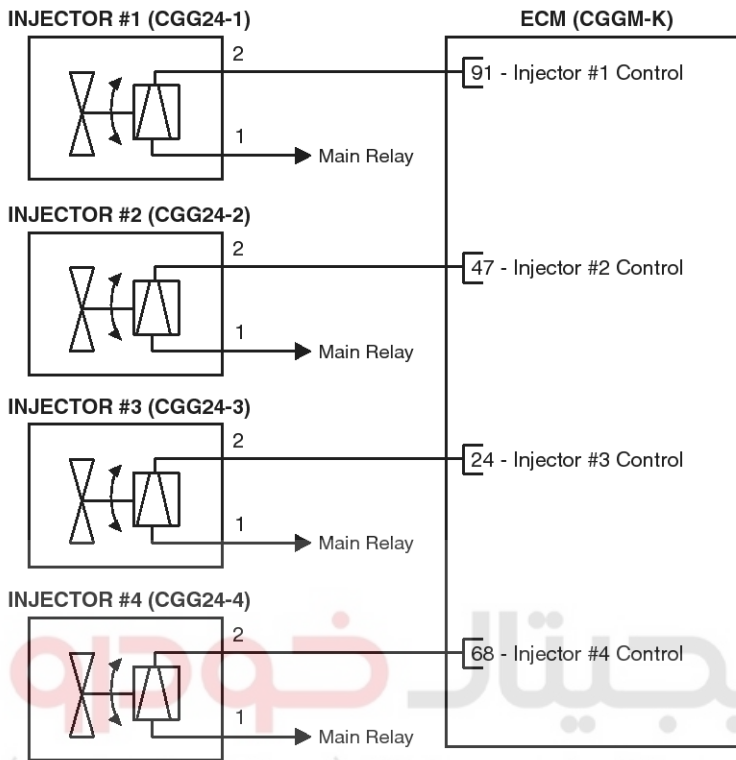 INJECTOR #1 (CGG24-1)
ECM (CGGM-K)
2
91 - Injector #1 Control
1
Main Relay
INJECTOR #2 (CGG24-2)
2
47 - Injector #2 Control
1
Main Relay
INJECTOR #3 (CGG24-3)
2
24 - Injector #3 Control
1
Main Relay
INJECTOR #4 (CGG24-4)
2
68 - Injector #4 Control
1
Main Relay
دیجیتال خودرو